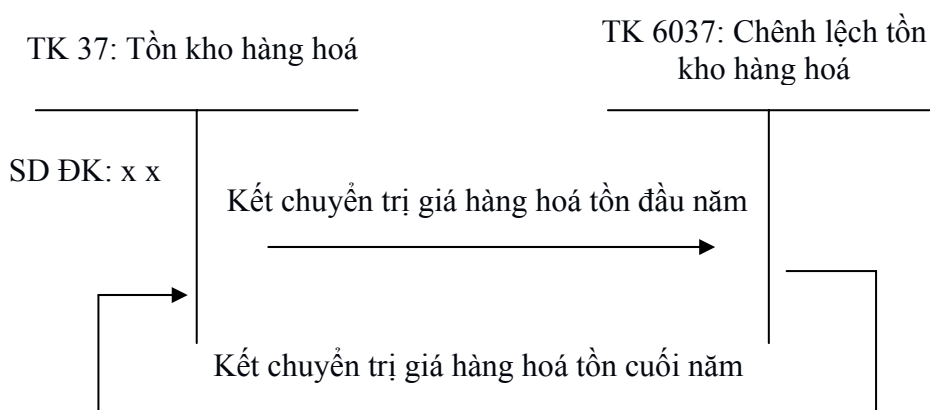 TK 37: Tồn kho hàng hoá
TK 6037: Chênh lệch tồn
kho hàng hoá
SD ĐK: x x
Kết chuyển trị giá hàng hoá tồn đầu năm
Kết chuyển trị giá hàng hoá tồn cuối năm